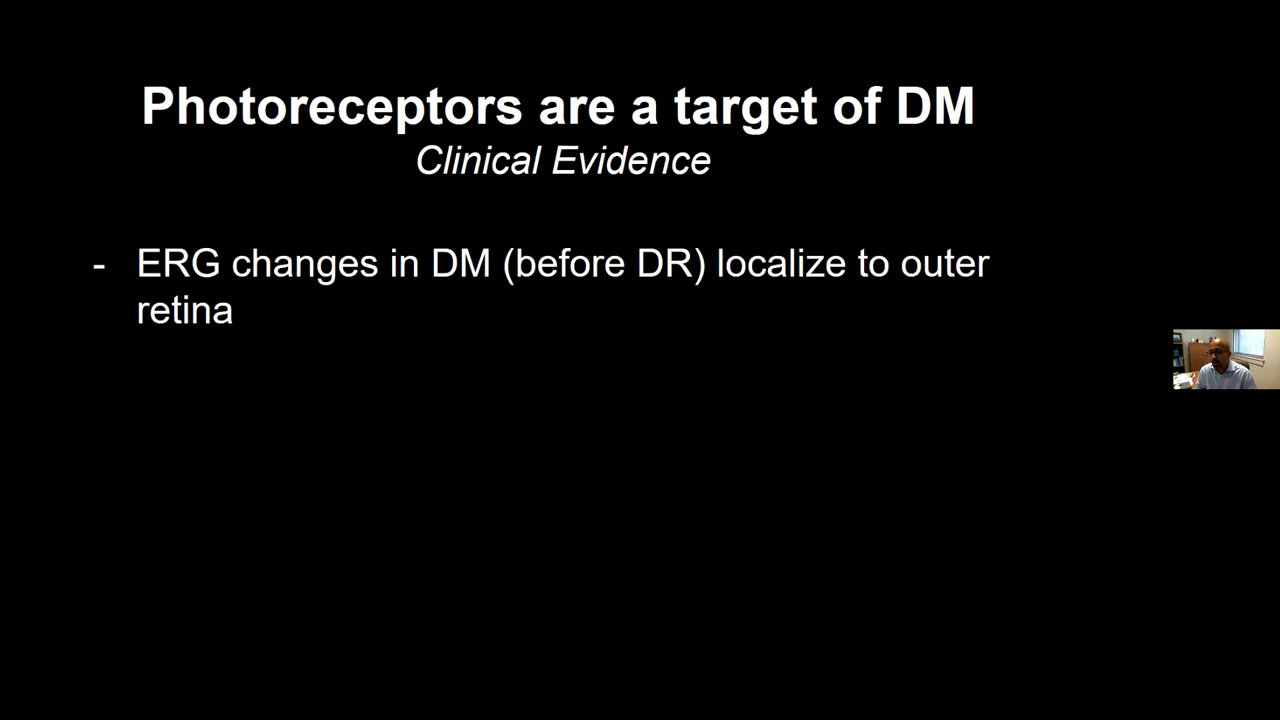 Photoreceptors are a target of DM
Clinical Evidence
- ERG changes in DM (before DR) localize to outer
retina